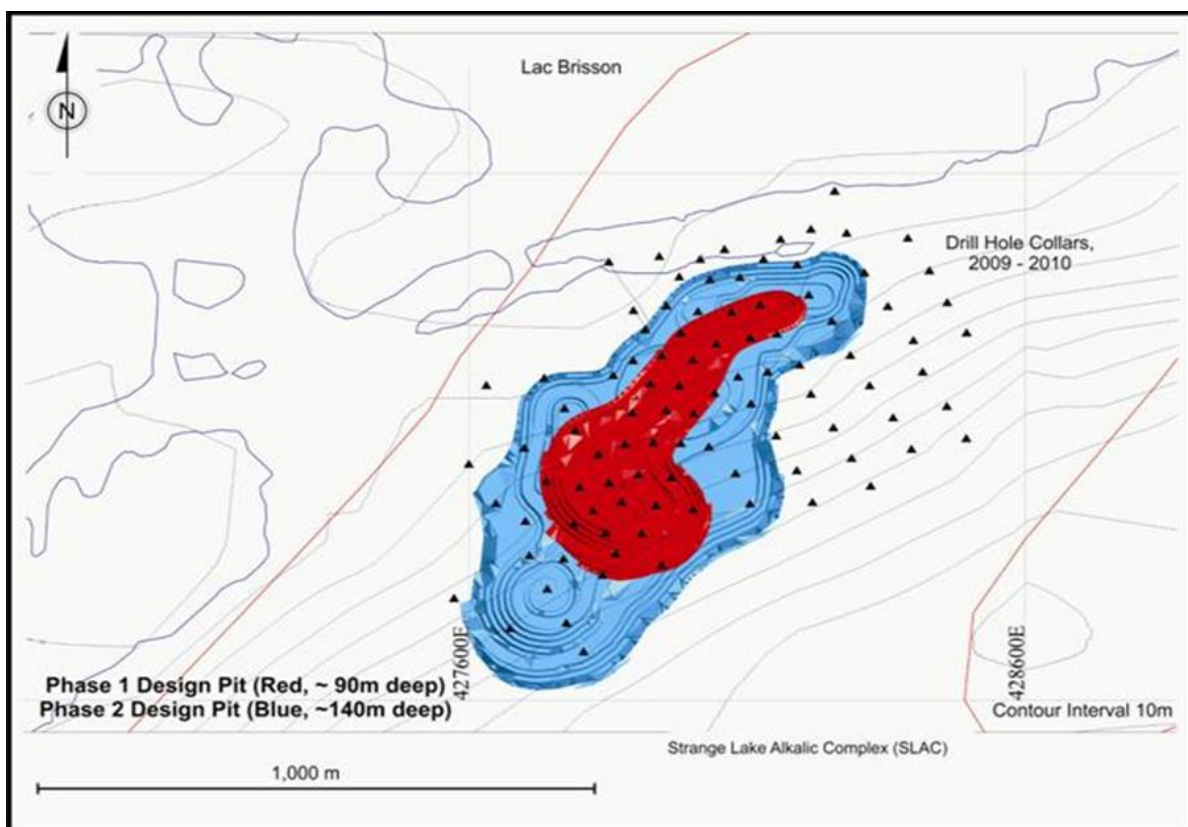 Lac Brisson
N
Drill Hole Collars,
2009 - 2010
427600E
428600E
Phase 1 Design Pit (Red, ~ 90m deep)
Phase 2 Design Pit (Blue, ~140m deep)
Contour Interval 10m
Strange Lake Alkalic Complex (SLAC)
1,000 m